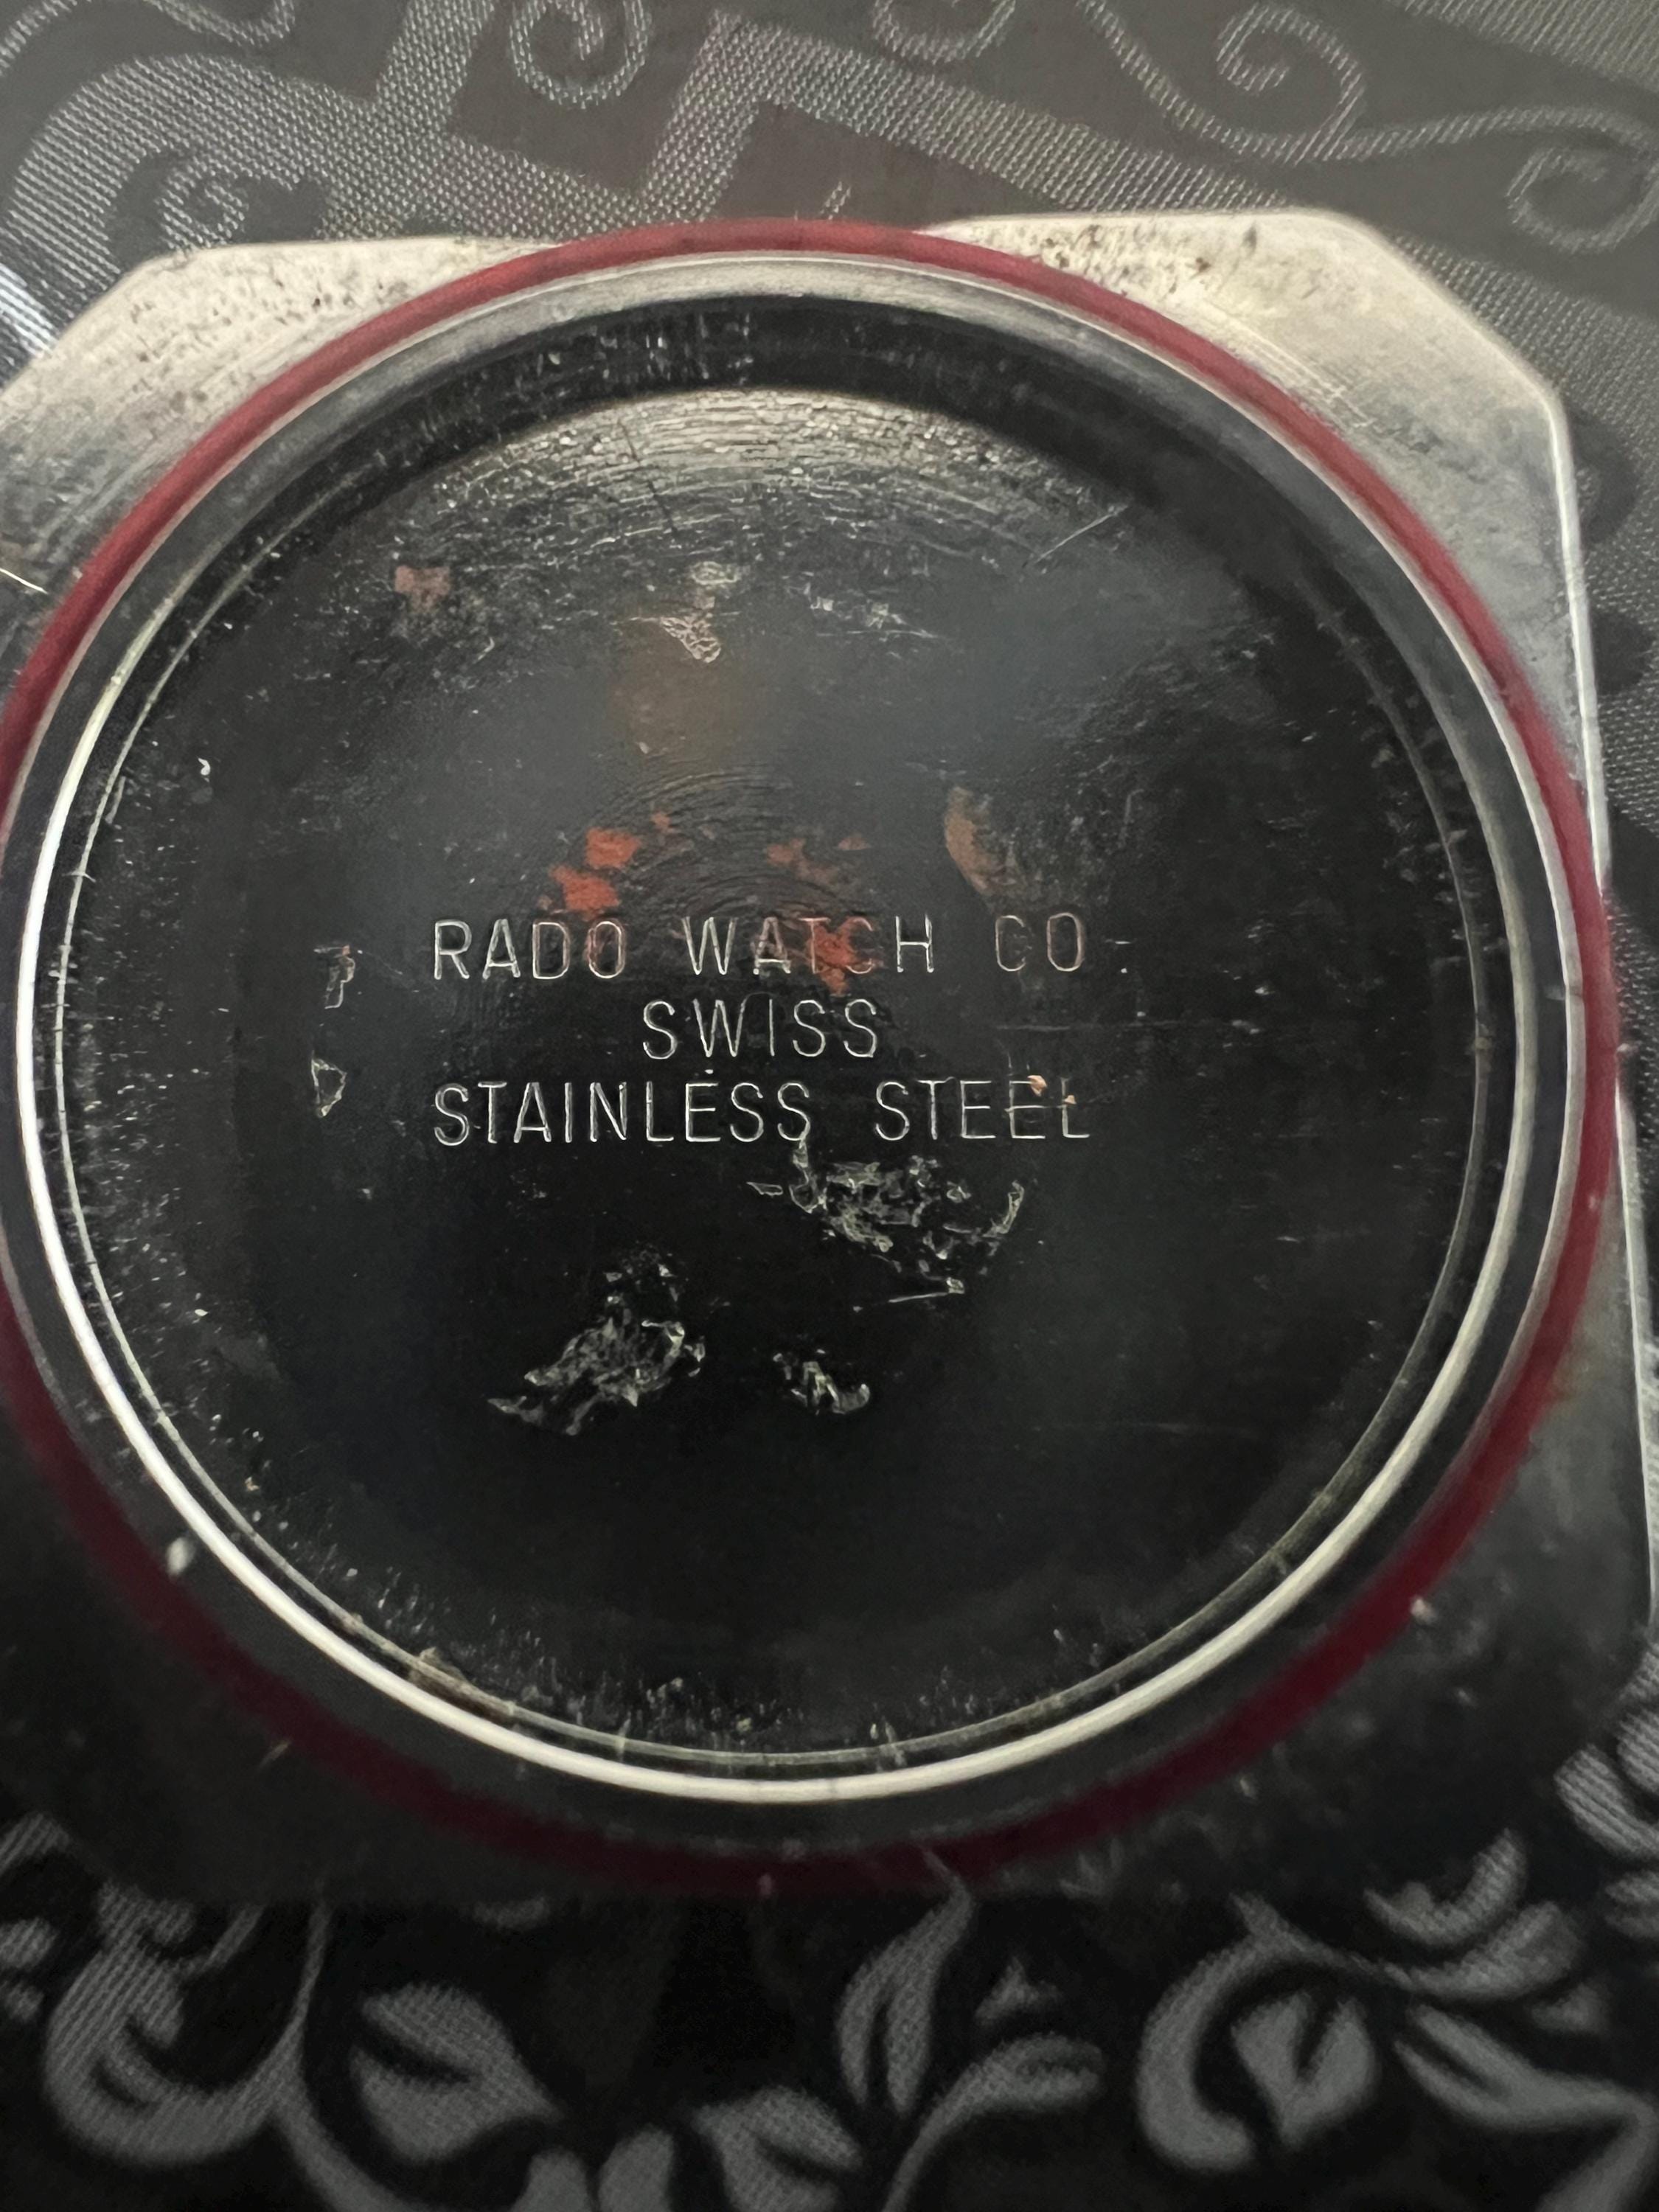 RADO WATCH CO.
SWISS
STAINLESS STEEL